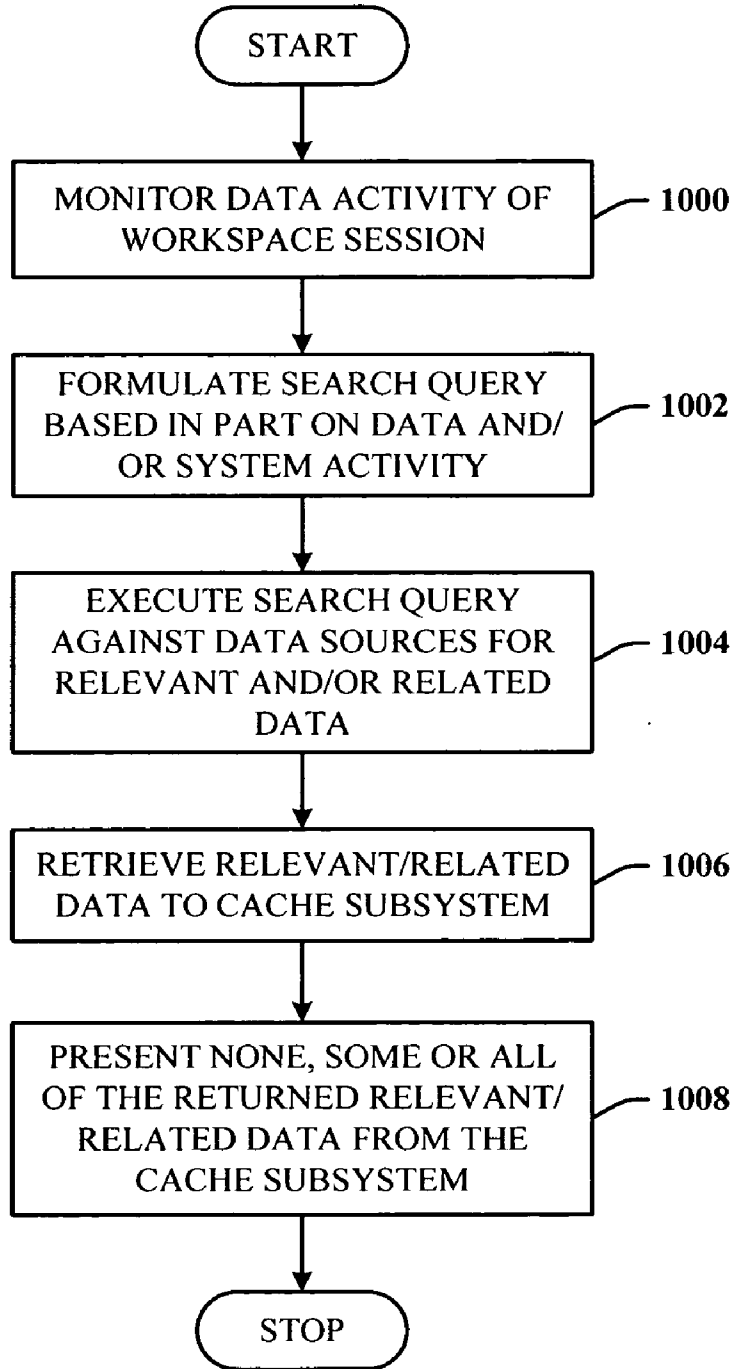 START
MONITOR DATA ACTIVITY OF
WORKSPACE SESSION
1000
FORMULATE SEARCH QUERY
BASED IN PART ON DATA AND/
OR SYSTEM ACTIVITY
1002
EXECUTE SEARCH QUERY
AGAINST DATA SOURCES FOR
RELEVANT AND/OR RELATED
DATA
1004
RETRIEVE RELEVANT/RELATED
DATA TO CACHE SUBSYSTEM
1006
PRESENT NONE, SOME OR ALL
OF THE RETURNED RELEVANT/
RELATED DATA FROM THE
CACHE SUBSYSTEM
1008
STOP